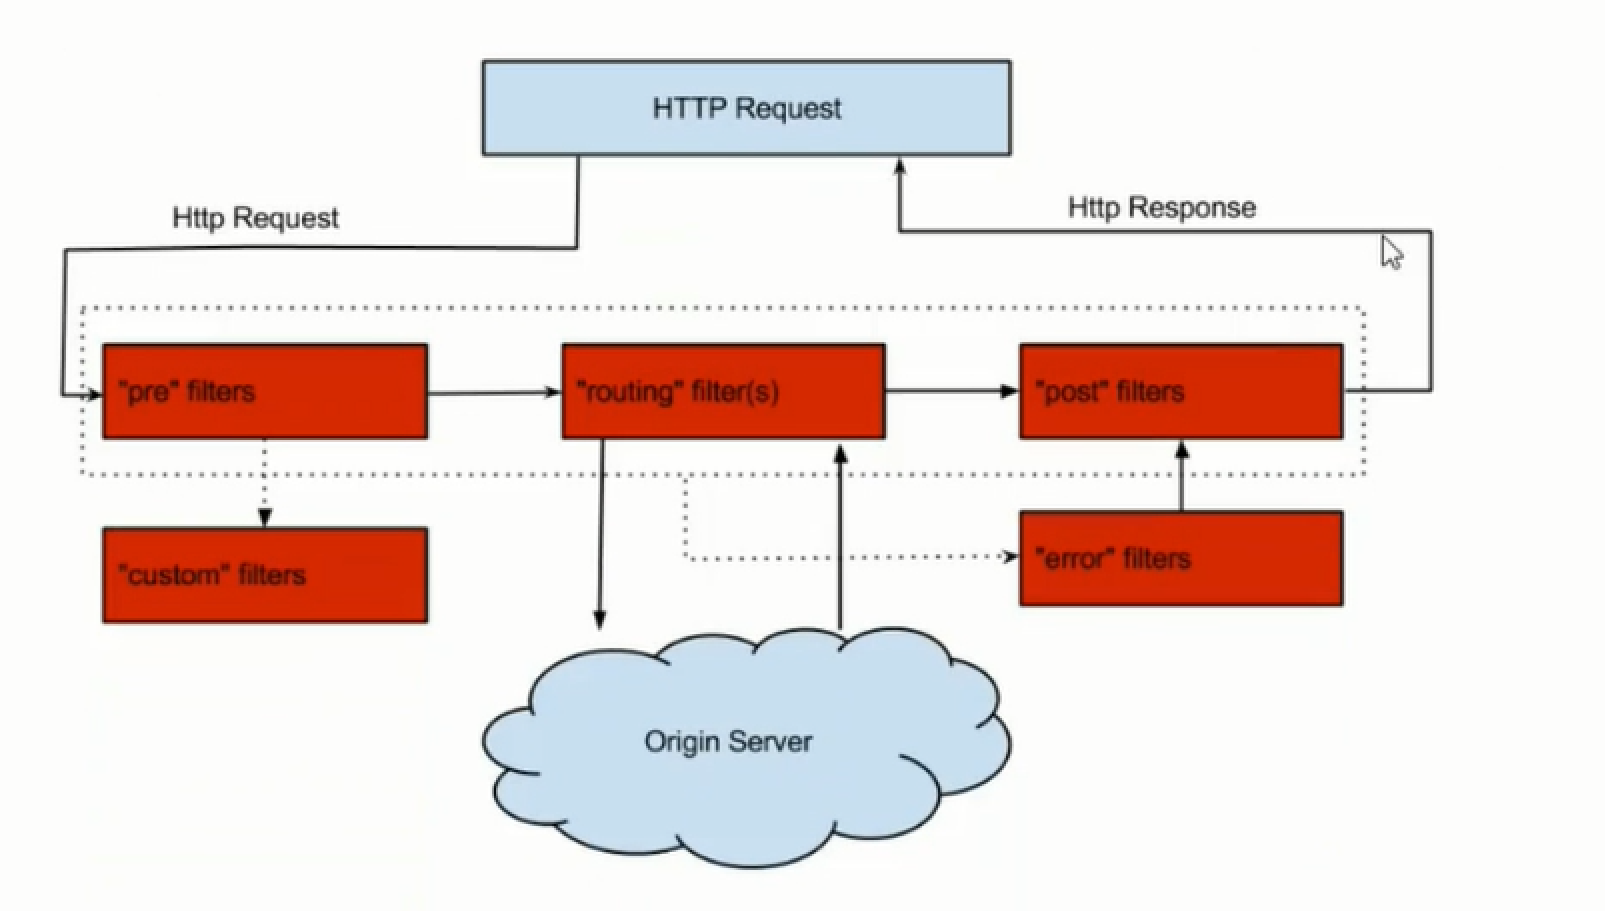 HTTP Request
Http Request
Http Response
"pre" filters
"routing" filter(s)
"post" filters
"custom" filters
"error" filters
Origin Server